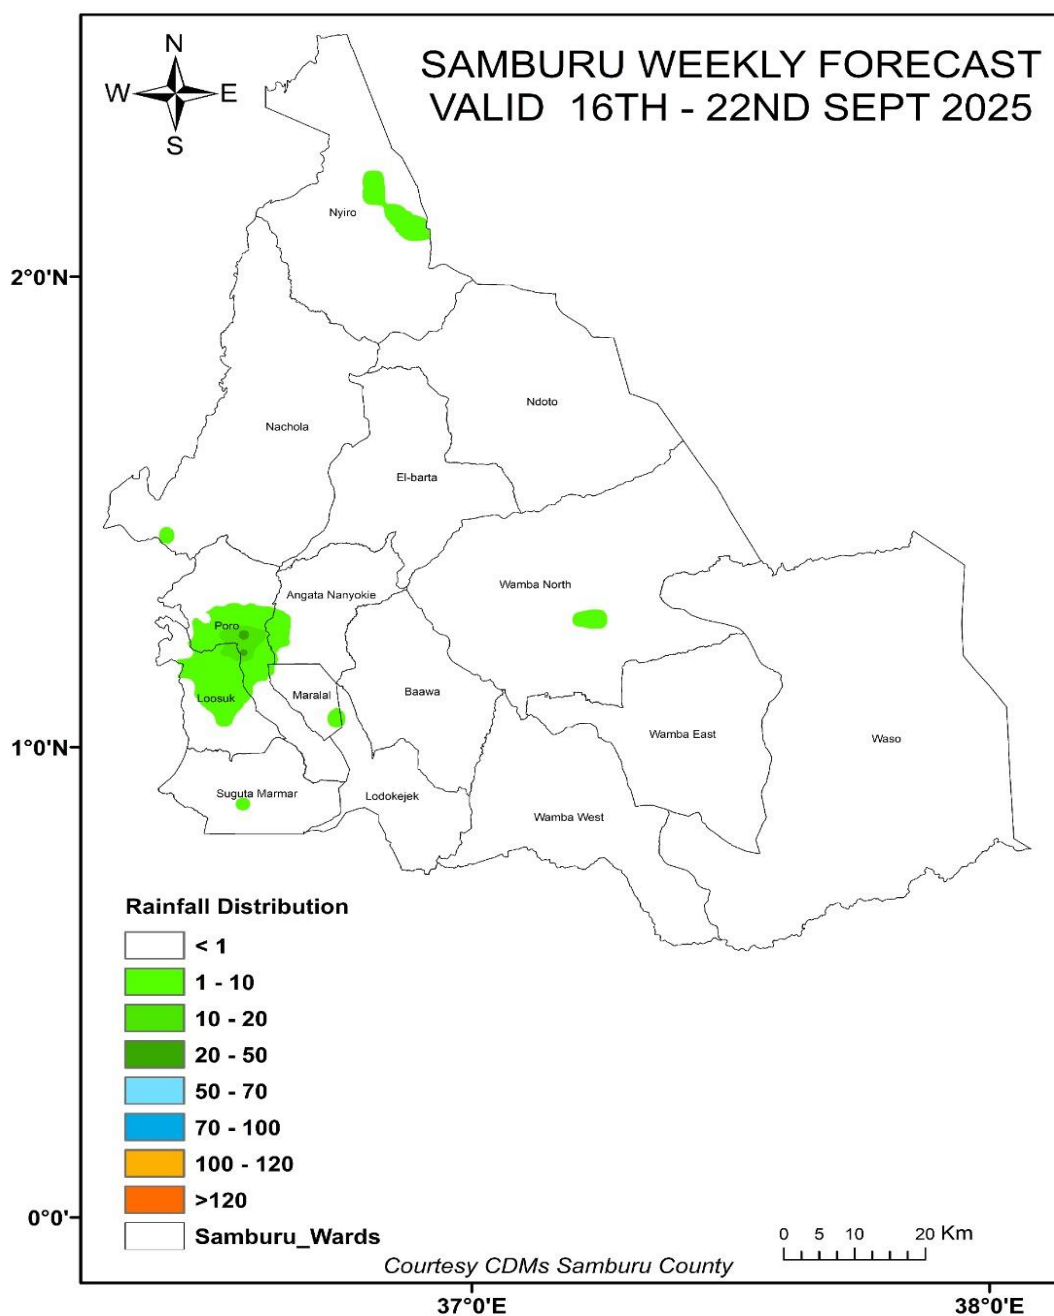 N
W E
S
SAMBURU WEEKLY FORECAST
VALID 16TH - 22ND SEPT 2025
Nyiro
2°0'N
Ndoto
Nachola
El-barta
Wamba North
Angata Nanyokie
Poro
Baawa
Maralal
Loosuk
Wamba East
Waso
1°0'N
Suguta Marmar
Lodokejek
Wamba West
Rainfall Distribution
< 1
1 - 10
10 - 20
20 - 50
50 - 70
70 - 100
100 - 120
>120
Samburu_Wards
0°0'
0 5 10 20 Km
Courtesy CDMs Samburu County
37°0'E 38°0'E